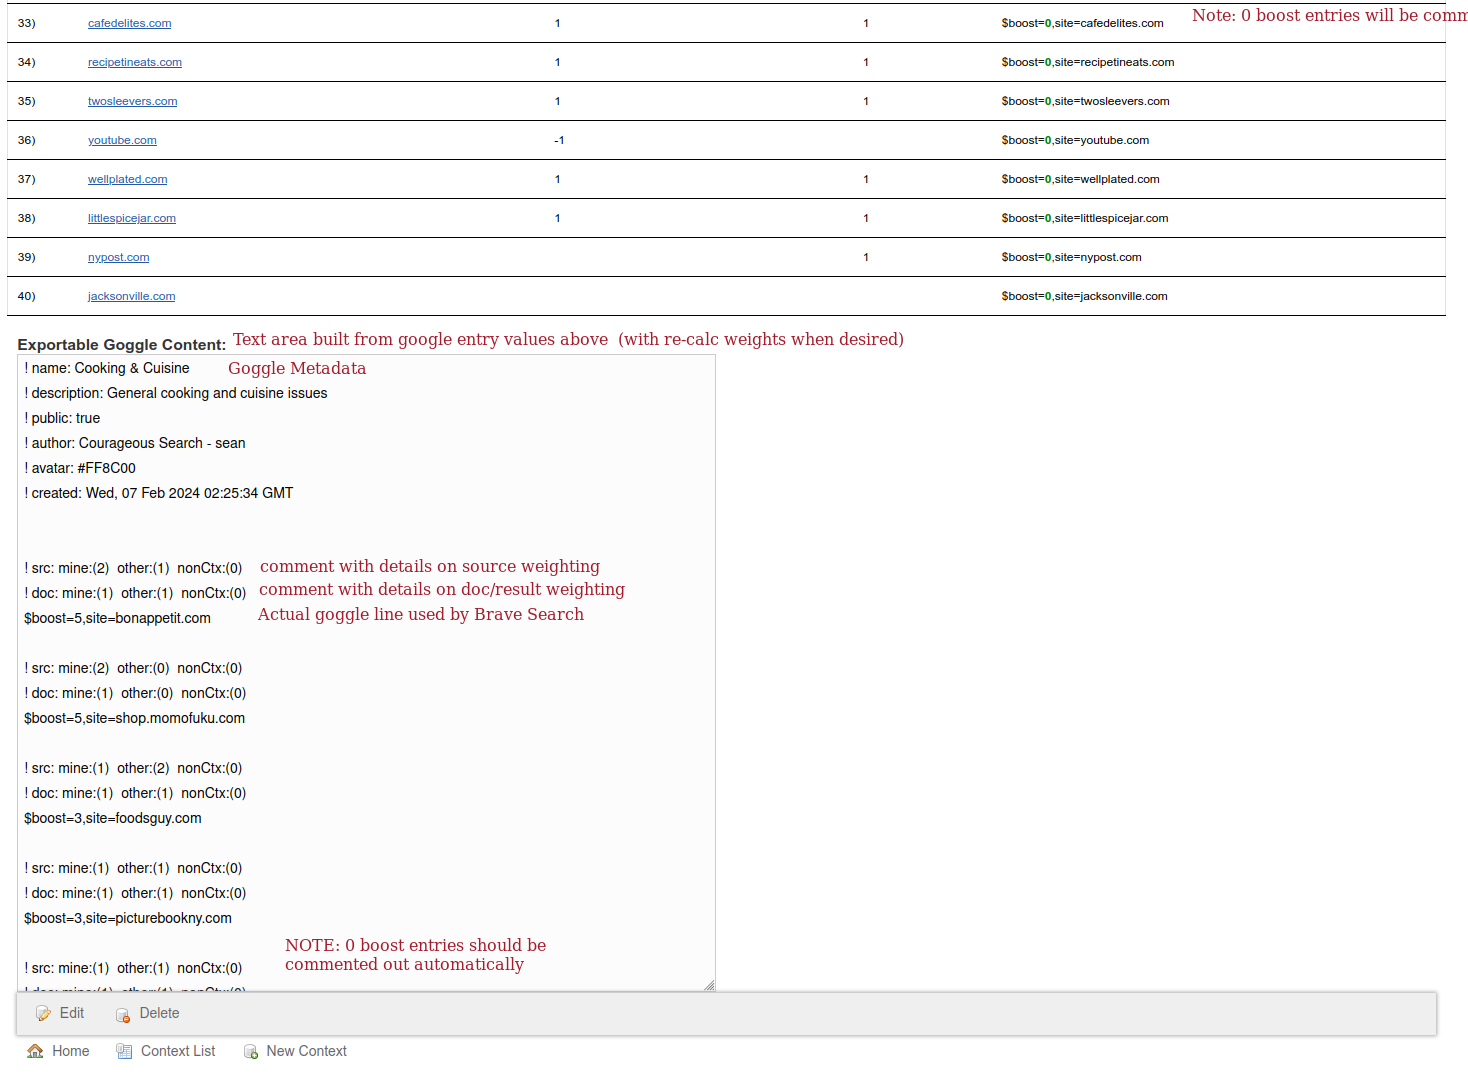 33) cafedelites.com 1 1 $boost=0,site=cafedelites.com Note: 0 boost entries will be comm
34) recipetineats.com 1 1 $boost=0,site=recipetineats.com
35) twosleevers.com 1 1 $boost=0,site=twosleevers.com
36) youtube.com -1 $boost=0,site=youtube.com
37) wellplated.com 1 1 $boost=0,site=wellplated.com
38) littlespicejar.com 1 1 $boost=0,site=littlespicejar.com
39) nypost.com 1 $boost=0,site=nypost.com
40) jacksonville.com $boost=0,site=jacksonville.com
Exportable Goggle Content: Text area built from google entry values above (with re-calc weights when desired)
! name: Cooking & Cuisine Goggle Metadata
! description: General cooking and cuisine issues
! public: true
! author: Courageous Search - sean
! avatar: #FF8C00
! created: Wed, 07 Feb 2024 02:25:34 GMT
! src: mine:(2) other:(1) nonCtx:(0) comment with details on source weighting
! doc: mine:(1) other:(1) nonCtx:(0) comment with details on doc/result weighting
$boost=5,site=bonappetit.com Actual goggle line used by Brave Search
! src: mine:(2) other:(0) nonCtx:(0)
! doc: mine:(1) other:(0) nonCtx:(0)
$boost=5,site=shop.momofuku.com
! src: mine:(1) other:(2) nonCtx:(0)
! doc: mine:(1) other:(1) nonCtx:(0)
$boost=3,site=foodsguy.com
! src: mine:(1) other:(1) nonCtx:(0)
! doc: mine:(1) other:(1) nonCtx:(0)
$boost=3,site=picturebookny.com
NOTE: 0 boost entries should be
commented out automatically
! src: mine:(1) other:(1) nonCtx:(0)
! doc: mine:(1) other:(1) nonCtx:(0)
Edit Delete
Home Context List New Context